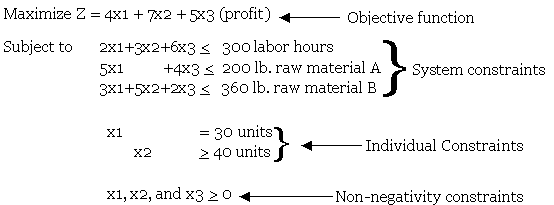 Maximize Z = 4x1 + 7x2 + 5x3 (profit) Objective function
Subject to 2x1+3x2+6x3 ≤ 300 labor hours
5x1 +4x3 ≤ 200 lb. raw material A System constraints
3x1+5x2+2x3 ≤ 360 lb. raw material B
x1 = 30 units
x2 ≥ 40 units Individual Constraints
x1, x2, and x3 ≥ 0 Non-negativity constraints